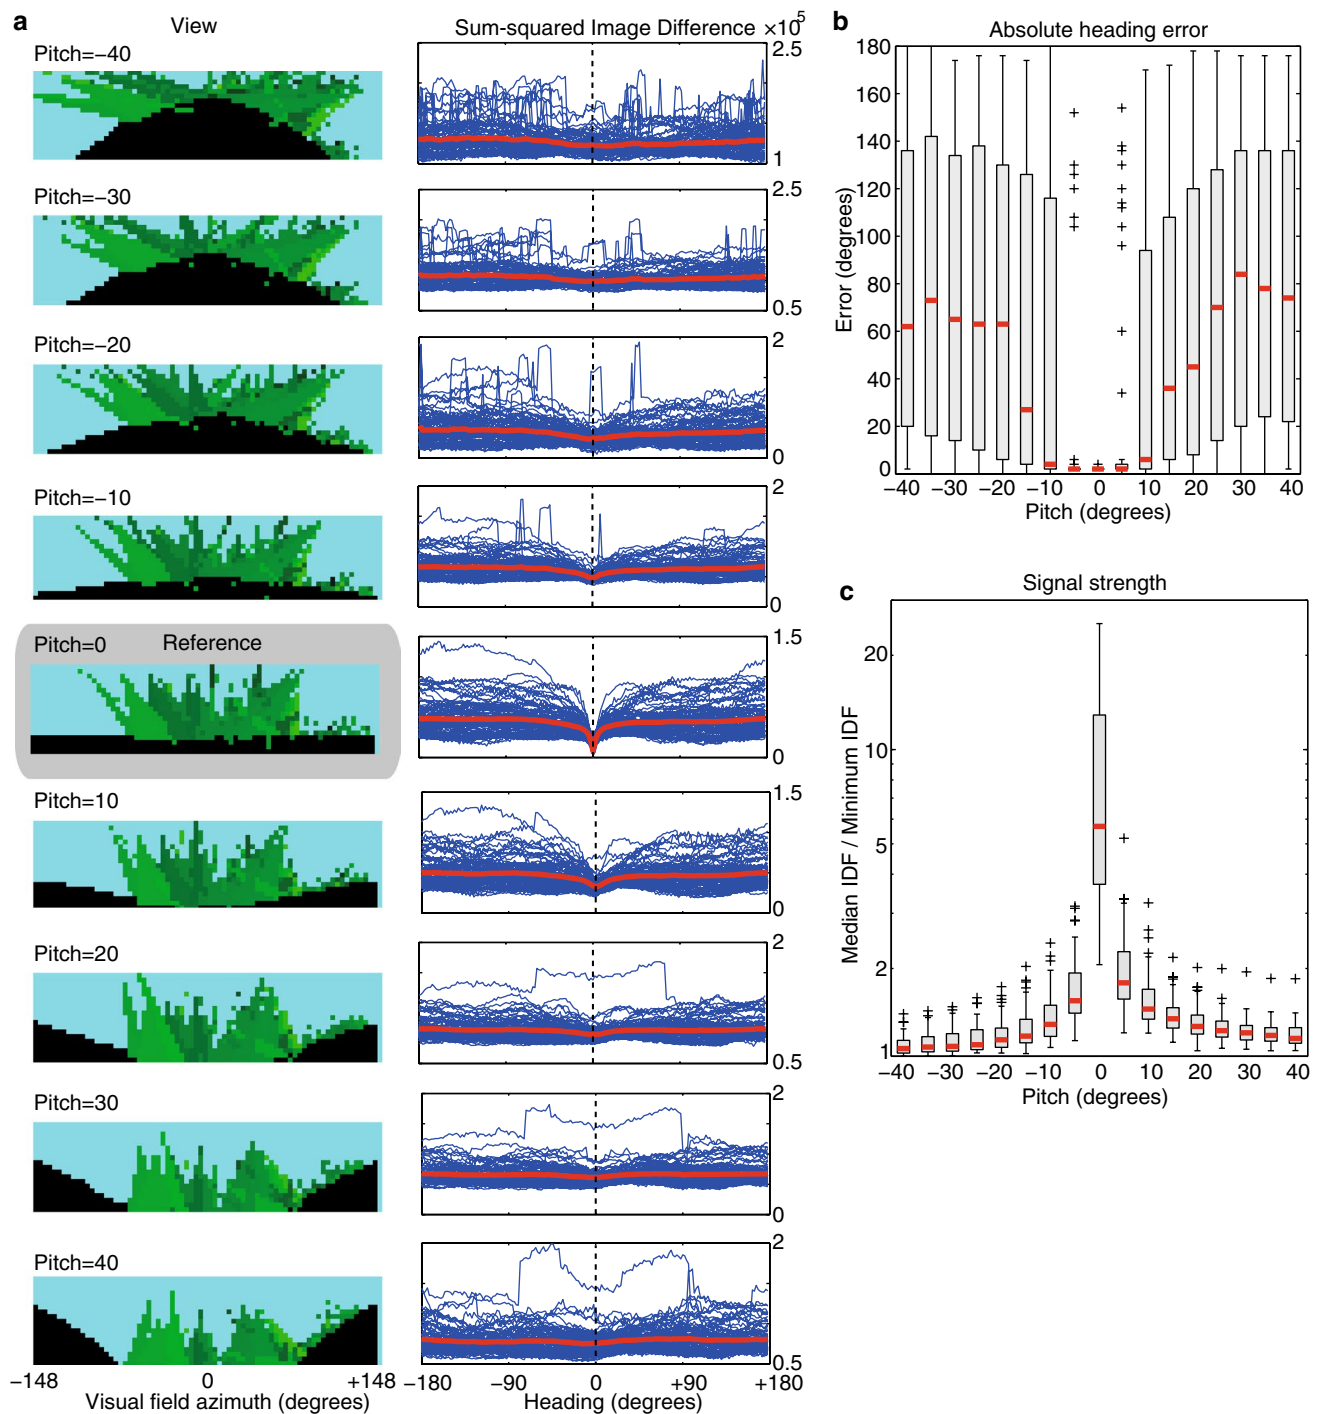 a
View
Sum-squared Image Difference ×10^5
Pitch=−40
2.5
1
Pitch=−30
2.5
0.5
Pitch=−20
2
0
Pitch=−10
2
0
Pitch=0 Reference
1.5
0
Pitch=10
1.5
0
Pitch=20
2
0.5
Pitch=30
2
0
Pitch=40
2
0.5
−148 0 +148
Visual field azimuth (degrees)
−180 −90 0 +90 +180
Heading (degrees)
b
Absolute heading error
Error (degrees)
180
160
140
120
100
80
60
40
20
0
−40 −30 −20 −10 0 10 20 30 40
Pitch (degrees)
c
Signal strength
Median IDF / Minimum IDF
20
10
5
2
1
−40 −30 −20 −10 0 10 20 30 40
Pitch (degrees)